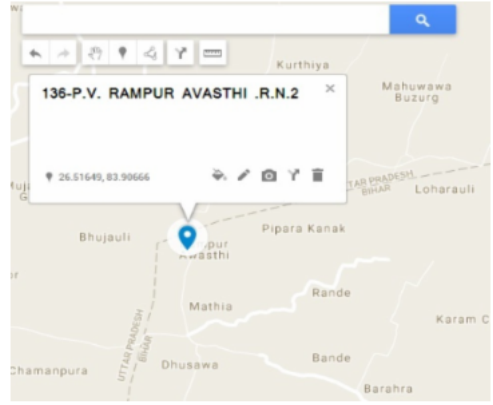 Kurthiya
136-P.V. RAMPUR AVASTHI .R.N.2
Mahuwawa
Buzurg
26.51649, 83.90666
UTTAR PRADESH
BIHAR
Loharauli
Bhujauli
Pipara Kanak
Rande
Mathia
Karam C
UTTAR PRADESH
BIHAR
Chamanpura
Dhusawa
Bande
Barahra